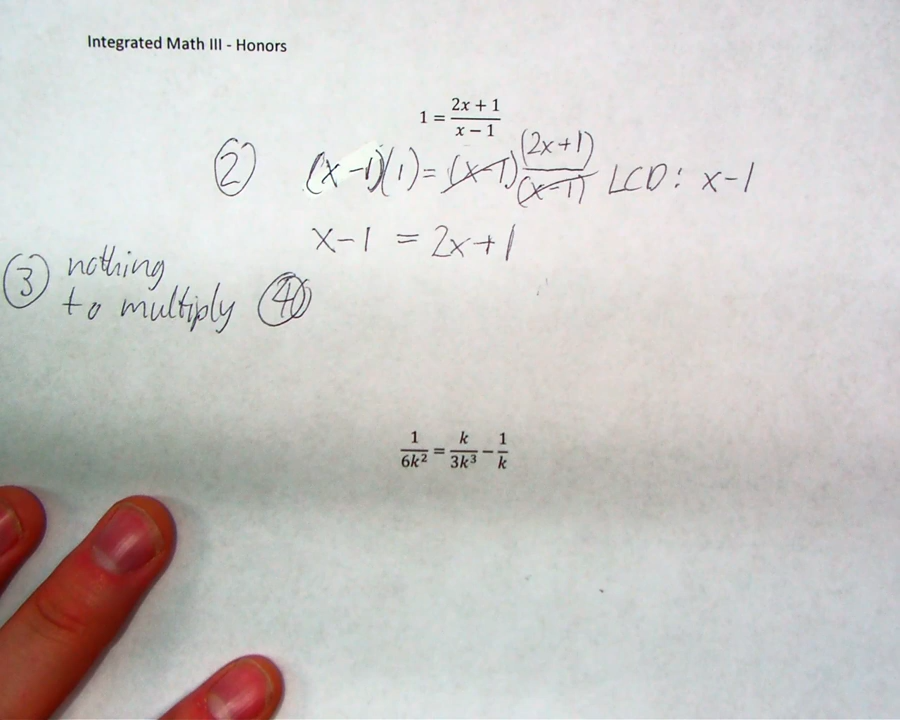 Integrated Math III - Honors
1 = (2x + 1)/(x − 1)
② (x-1)(1) = (x-1) (2x+1)/(x-1) LCD: x-1
x-1 = 2x+1
③ nothing
to multiply ④
1/(6k²) = k/(3k³) − 1/k